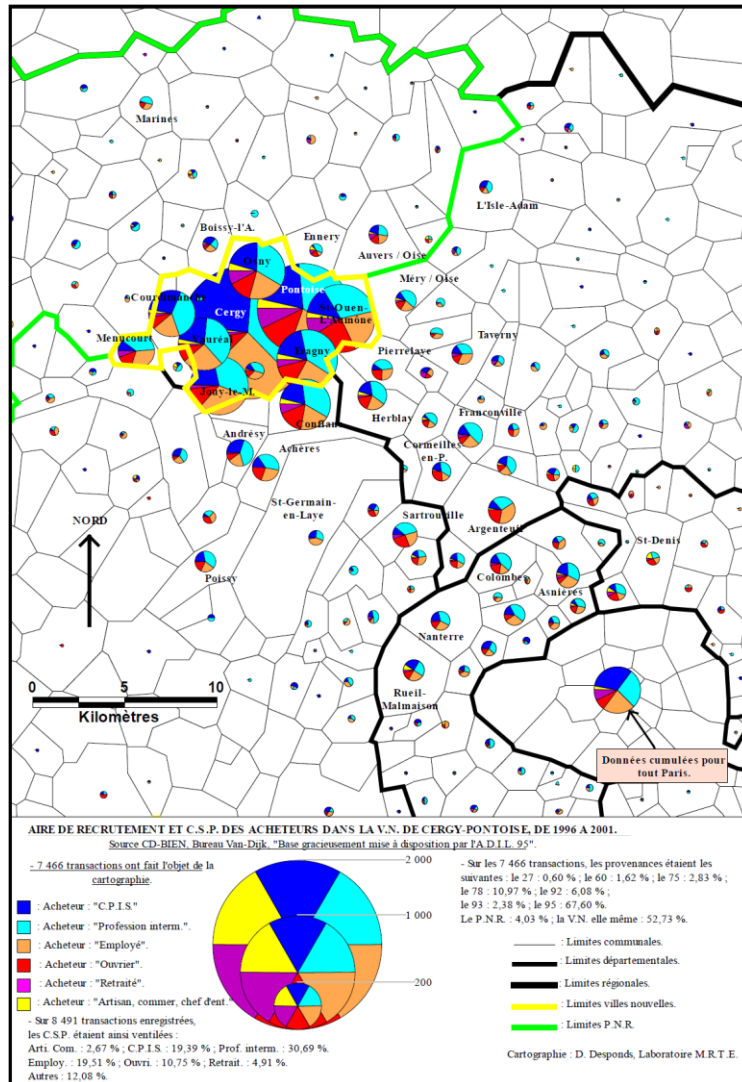 Marines
L'Isle-Adam
Boissy-l'A.
Ennery
Auvers / Oise
Osny
Pontoise
Méry / Oise
Courdimanche
Cergy
St-Ouen-
L'Aumône
Menucourt
Vauréal
Eragny
Pierrelaye
Taverny
Jouy-le-M.
Herblay
Franconville
Conflans
Cormeilles
en-P.
Andrésy
Achères
St-Germain
en-Laye
Sartrouville
NORD
Argenteuil
St-Denis
Poissy
Colombes
Asnières
Nanterre
Rueil-
Malmaison
0 5 10
Kilomètres
Données cumulées pour
tout Paris.
AIRE DE RECRUTEMENT ET C.S.P. DES ACHETEURS DANS LA V.N. DE CERGY-PONTOISE, DE 1996 A 2001.
Source CD-BIEN, Bureau Van-Dijk, "Base gracieusement mise à disposition par l'A.D.I.L. 95".
- 7 466 transactions ont fait l'objet de la
cartographie.
: Acheteur : "C.P.I.S."
: Acheteur : "Profession interm.".
: Acheteur : "Employé".
: Acheteur : "Ouvrier".
: Acheteur : "Retraité".
: Acheteur : "Artisan, commer, chef d'ent."
- Sur 8 491 transactions enregistrées,
les C.S.P. étaient ainsi ventilées :
Arti. Com. : 2,67 % ; C.P.I.S. : 19,39 % ; Prof. interm. : 30,69 %.
Employ. : 19,51 % ; Ouvri. : 10,75 % ; Retrait. : 4,91 %.
Autres : 12,08 %.
2 000
1 000
200
- Sur les 7 466 transactions, les provenances étaient les
suivantes : le 27 : 0,60 % ; le 60 : 1,62 % ; le 75 : 2,83 % ;
le 78 : 10,97 % ; le 92 : 6,08 % ;
le 93 : 2,38 % ; le 95 : 67,60 %.
Le P.N.R. : 4,03 % ; la V.N. elle même : 52,73 %.
: Limites communales.
: Limites départementales.
: Limites régionales.
: Limites villes nouvelles.
: Limites P.N.R.
Cartographie : D. Desponds, Laboratoire M.R.T.E.